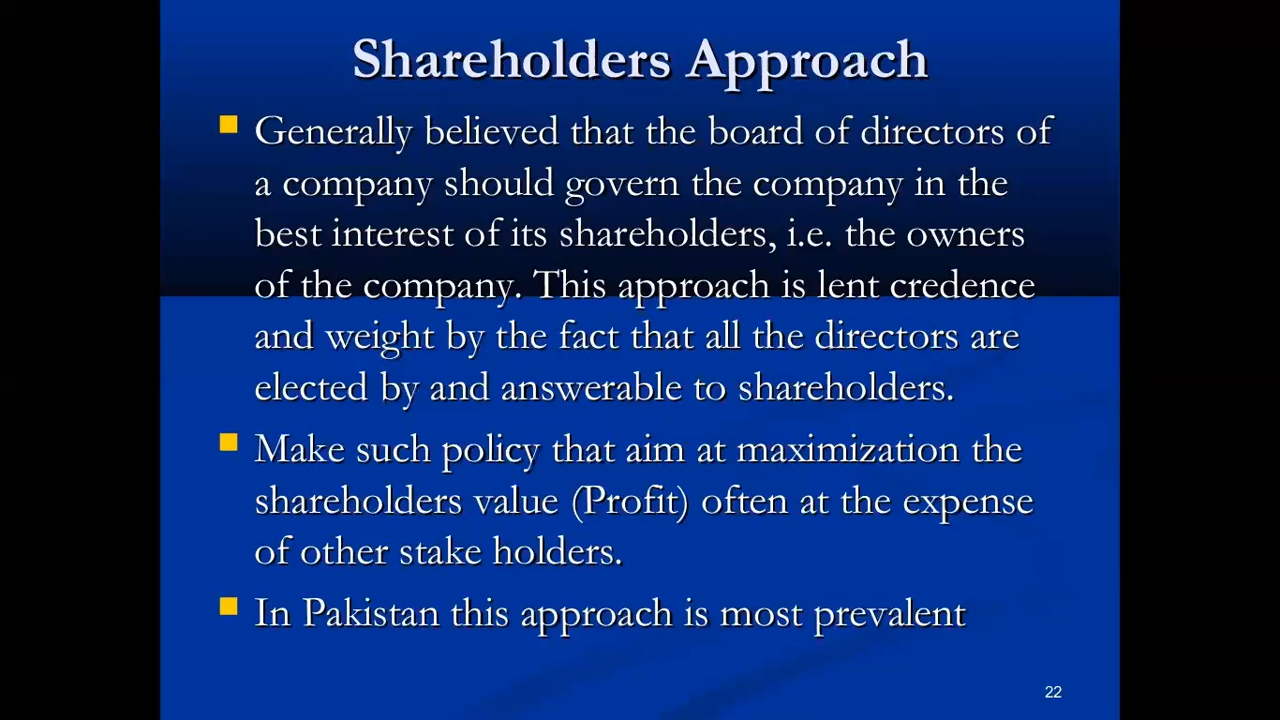 Shareholders Approach
Generally believed that the board of directors of
a company should govern the company in the
best interest of its shareholders, i.e. the owners
of the company. This approach is lent credence
and weight by the fact that all the directors are
elected by and answerable to shareholders.
Make such policy that aim at maximization the
shareholders value (Profit) often at the expense
of other stake holders.
In Pakistan this approach is most prevalent
22